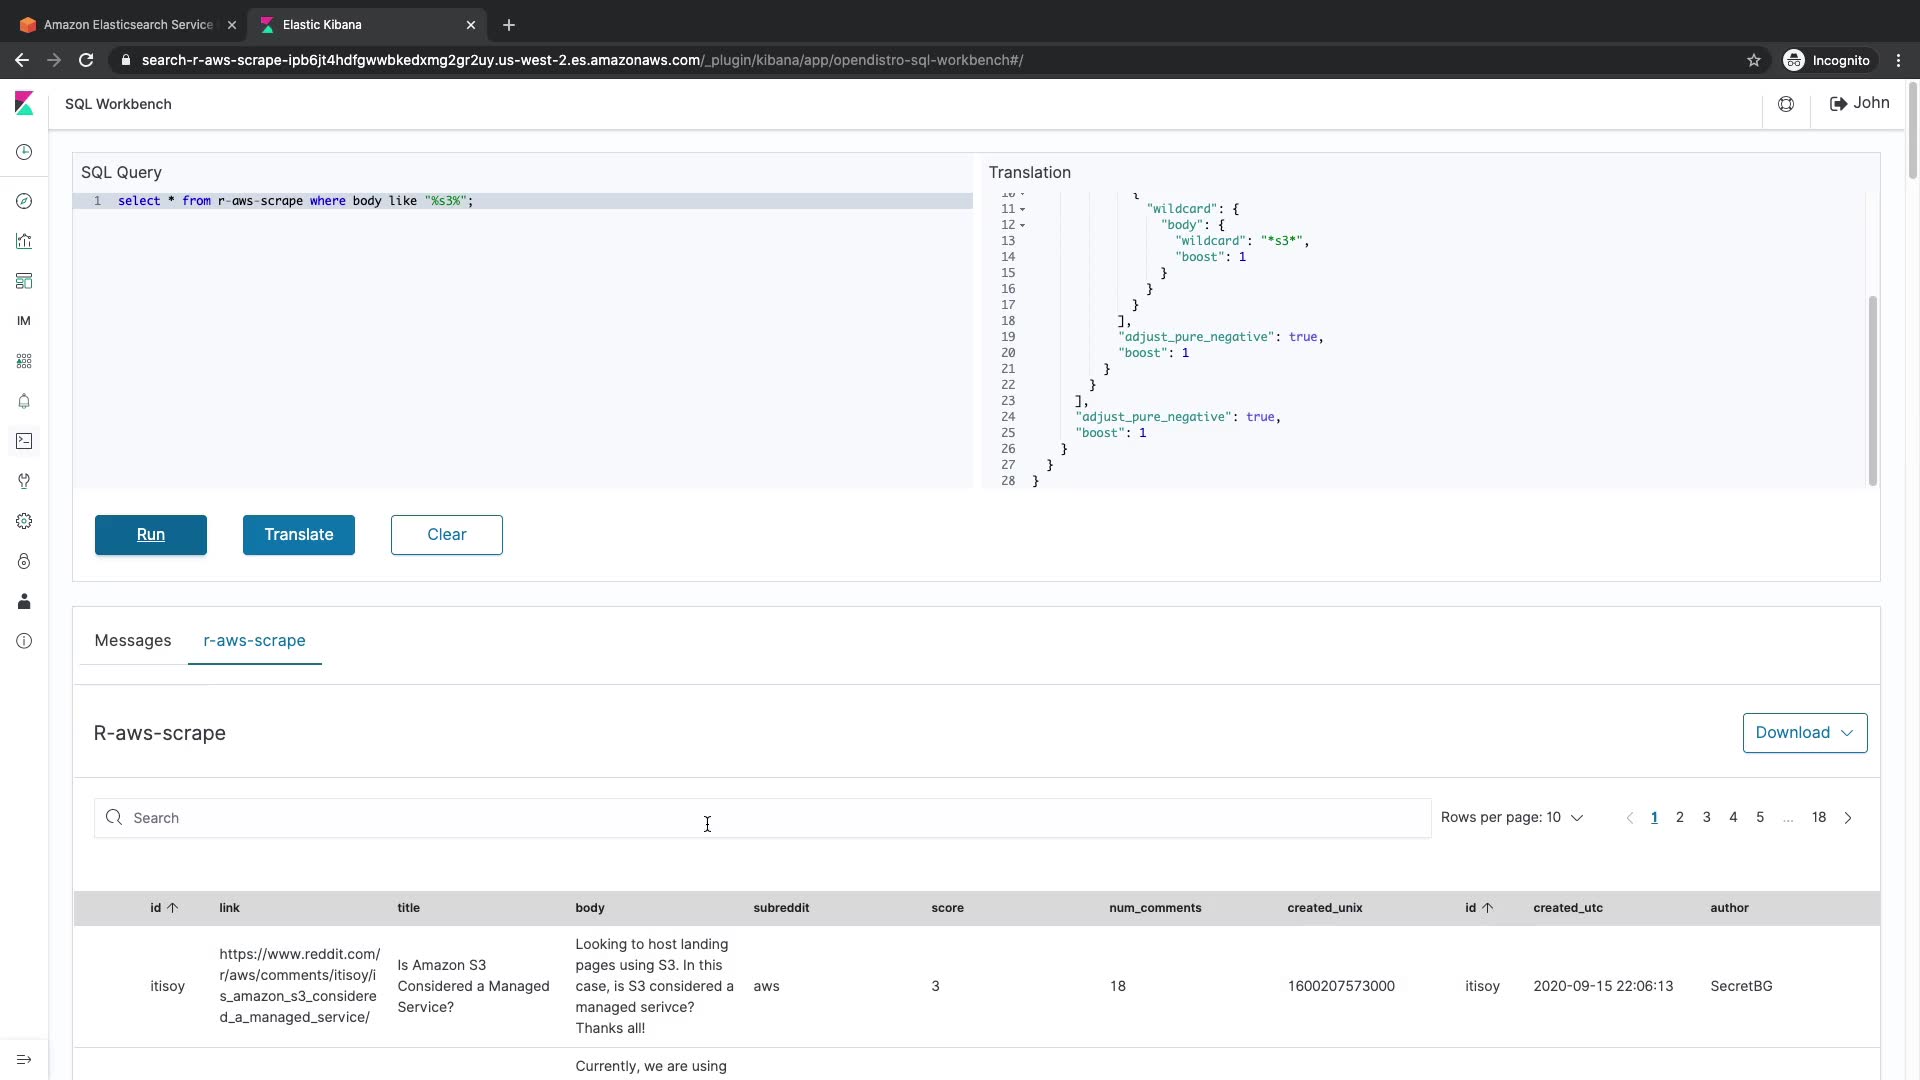 Amazon Elasticsearch Service
Elastic Kibana
search-r-aws-scrape-ipb6jt4hdfgwwbkedxmg2gr2uy.us-west-2.es.amazonaws.com/_plugin/kibana/app/opendistro-sql-workbench#/
Incognito
SQL Workbench
John
IM
SQL Query
1 select * from r-aws-scrape where body like "%s3%";
Translation
10 {
11 "wildcard": {
12 "body": {
13 "wildcard": "*s3*",
14 "boost": 1
15 }
16 }
17 }
18 ],
19 "adjust_pure_negative": true,
20 "boost": 1
21 }
22 }
23 ],
24 "adjust_pure_negative": true,
25 "boost": 1
26 }
27 }
28 }
Run
Translate
Clear
Messages
r-aws-scrape
R-aws-scrape
Download
Search
Rows per page: 10
1 2 3 4 5 ... 18
id link title body subreddit score num_comments created_unix id created_utc author
itisoy
https://www.reddit.com/
r/aws/comments/itisoy/i
s_amazon_s3_considere
d_a_managed_service/
Is Amazon S3
Considered a Managed
Service?
Looking to host landing
pages using S3. In this
case, is S3 considered a
managed serivce?
Thanks all!
aws
3
18
1600207573000
itisoy
2020-09-15 22:06:13
SecretBG
Currently, we are using